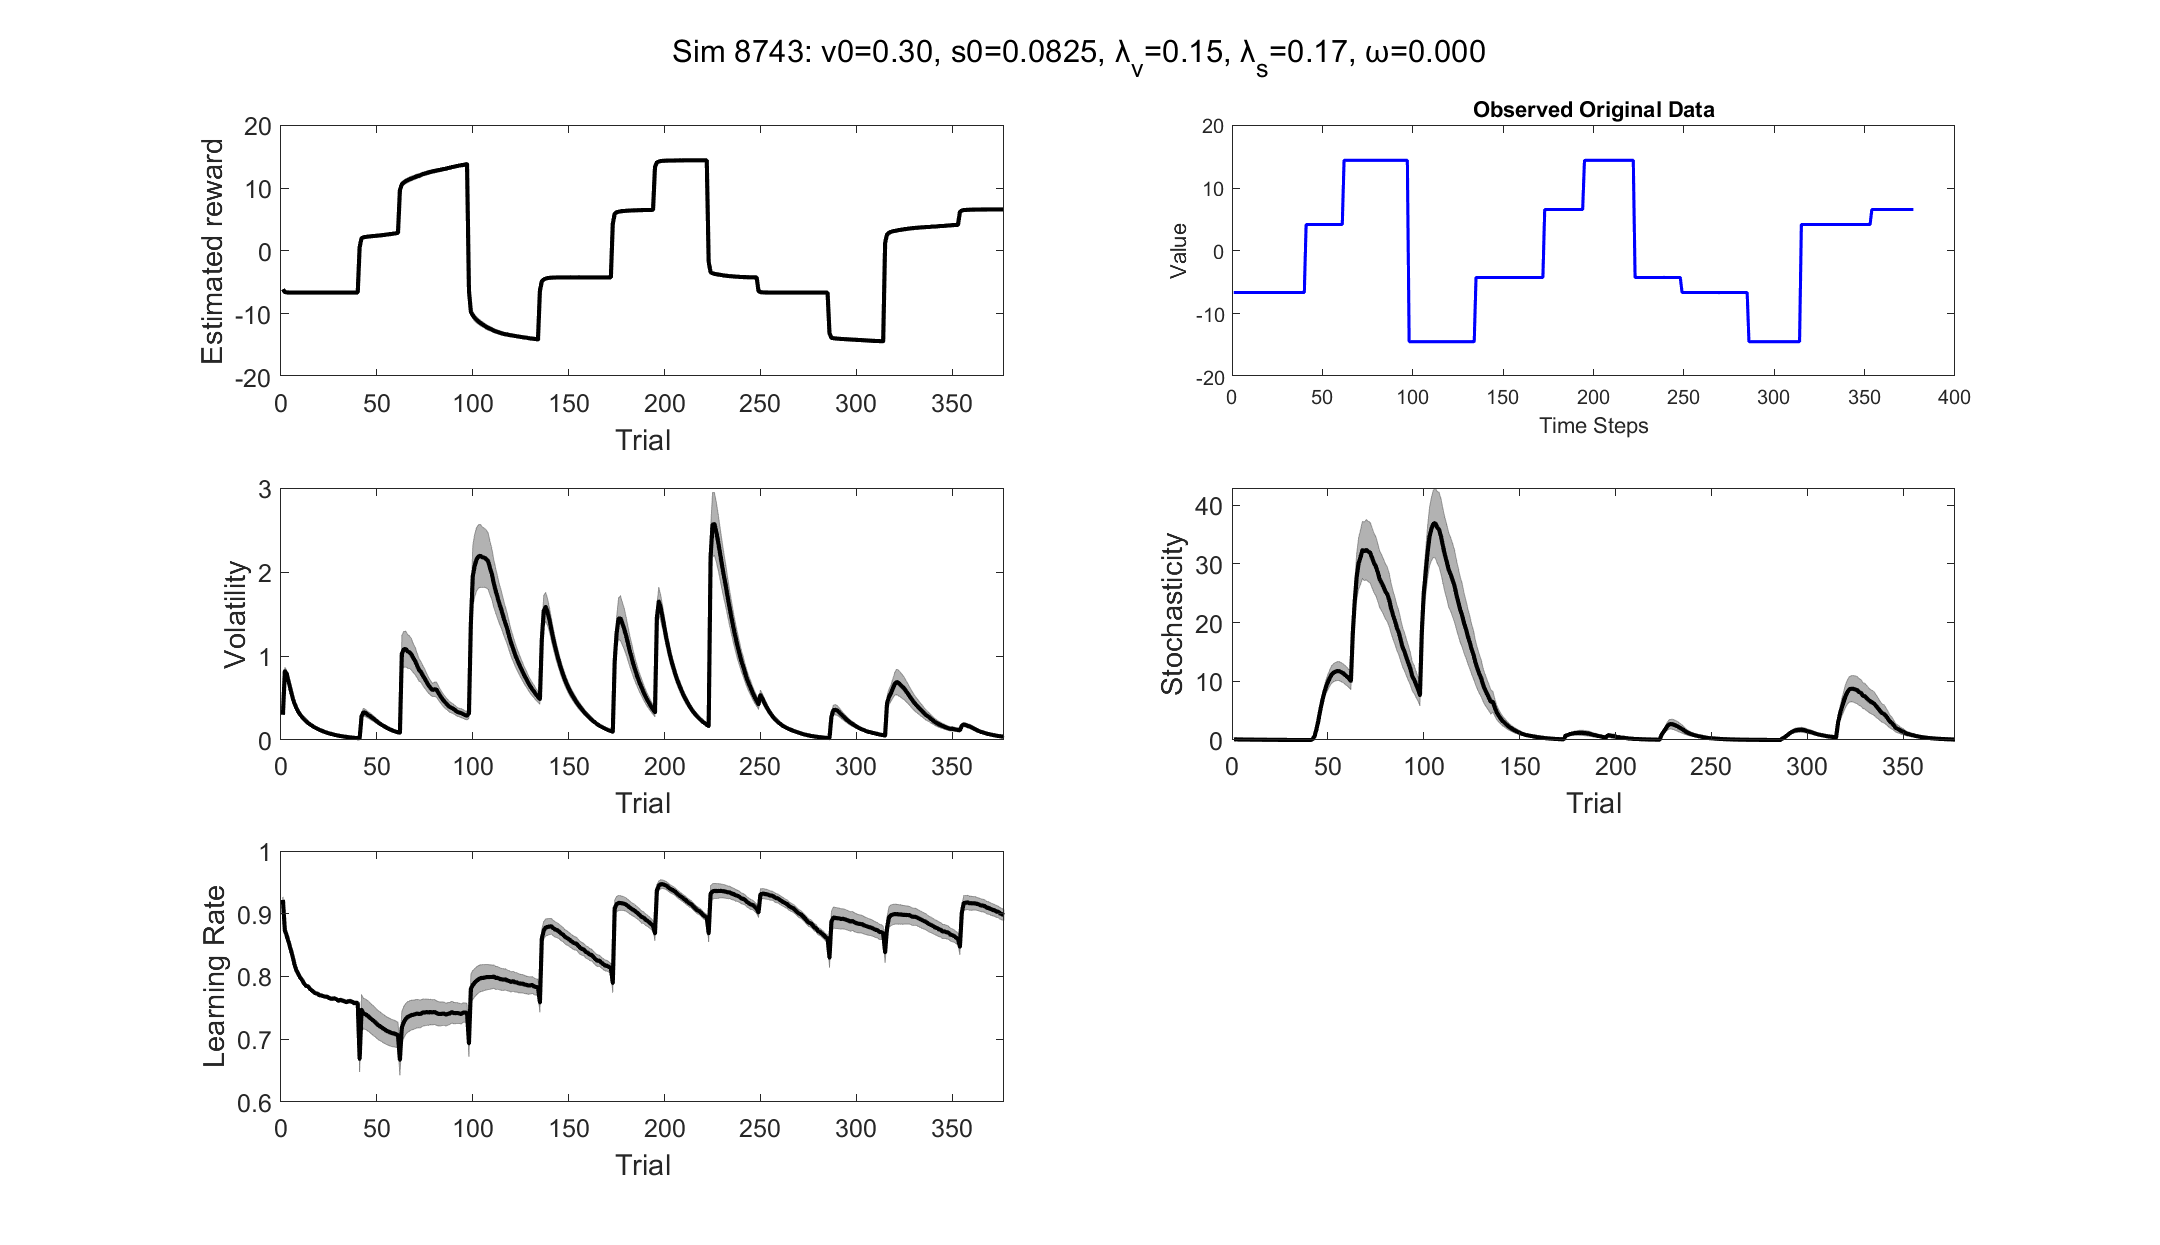 Sim 8743: v0=0.30, s0=0.0825, λ_v=0.15, λ_s=0.17, ω=0.000
Estimated reward
20
10
0
-10
-20
0 50 100 150 200 250 300 350
Trial
Observed Original Data
Value
20
10
0
-10
-20
0 50 100 150 200 250 300 350 400
Time Steps
Volatility
3
2
1
0
0 50 100 150 200 250 300 350
Trial
Stochasticity
40
30
20
10
0
0 50 100 150 200 250 300 350
Trial
Learning Rate
1
0.9
0.8
0.7
0.6
0 50 100 150 200 250 300 350
Trial